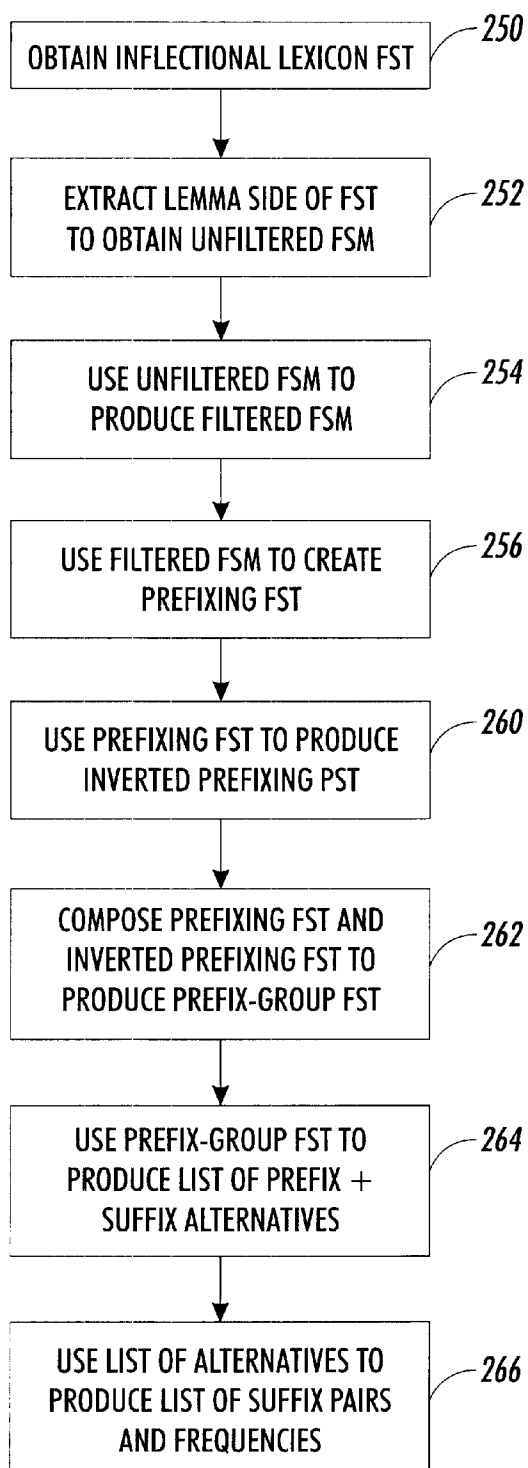 250
OBTAIN INFLECTIONAL LEXICON FST
252
EXTRACT LEMMA SIDE OF FST
TO OBTAIN UNFILTERED FSM
254
USE UNFILTERED FSM TO
PRODUCE FILTERED FSM
256
USE FILTERED FSM TO CREATE
PREFIXING FST
260
USE PREFIXING FST TO PRODUCE
INVERTED PREFIXING PST
262
COMPOSE PREFIXING FST AND
INVERTED PREFIXING FST TO
PRODUCE PREFIX-GROUP FST
264
USE PREFIX-GROUP FST TO
PRODUCE LIST OF PREFIX +
SUFFIX ALTERNATIVES
266
USE LIST OF ALTERNATIVES TO
PRODUCE LIST OF SUFFIX PAIRS
AND FREQUENCIES